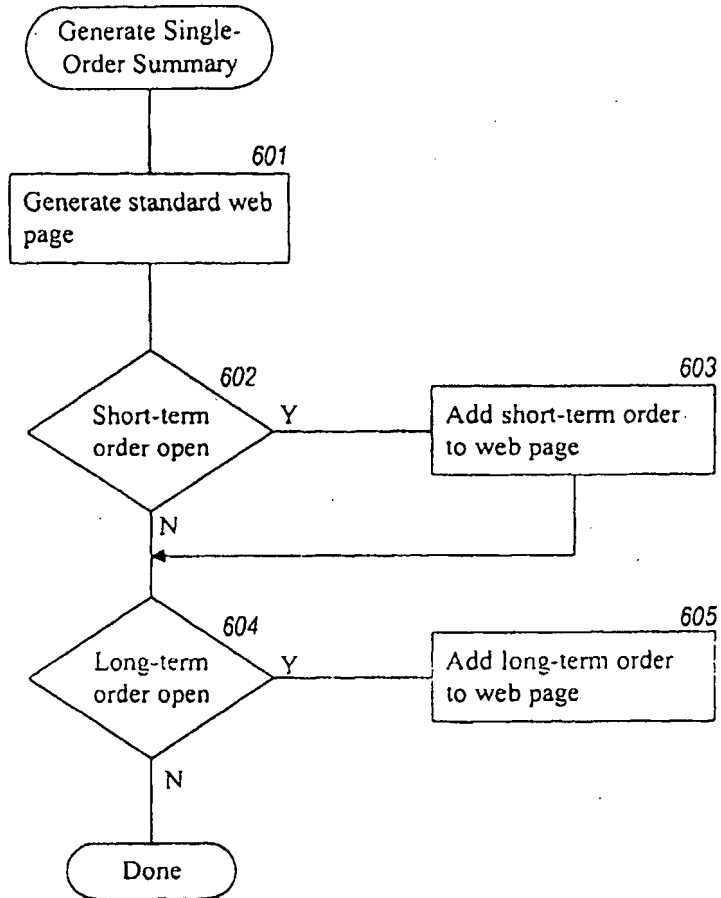 Generate Single-
Order Summary
601
Generate standard web
page
602
Short-term
order open
Y
603
Add short-term order
to web page
N
604
Long-term
order open
Y
605
Add long-term order
to web page
N
Done